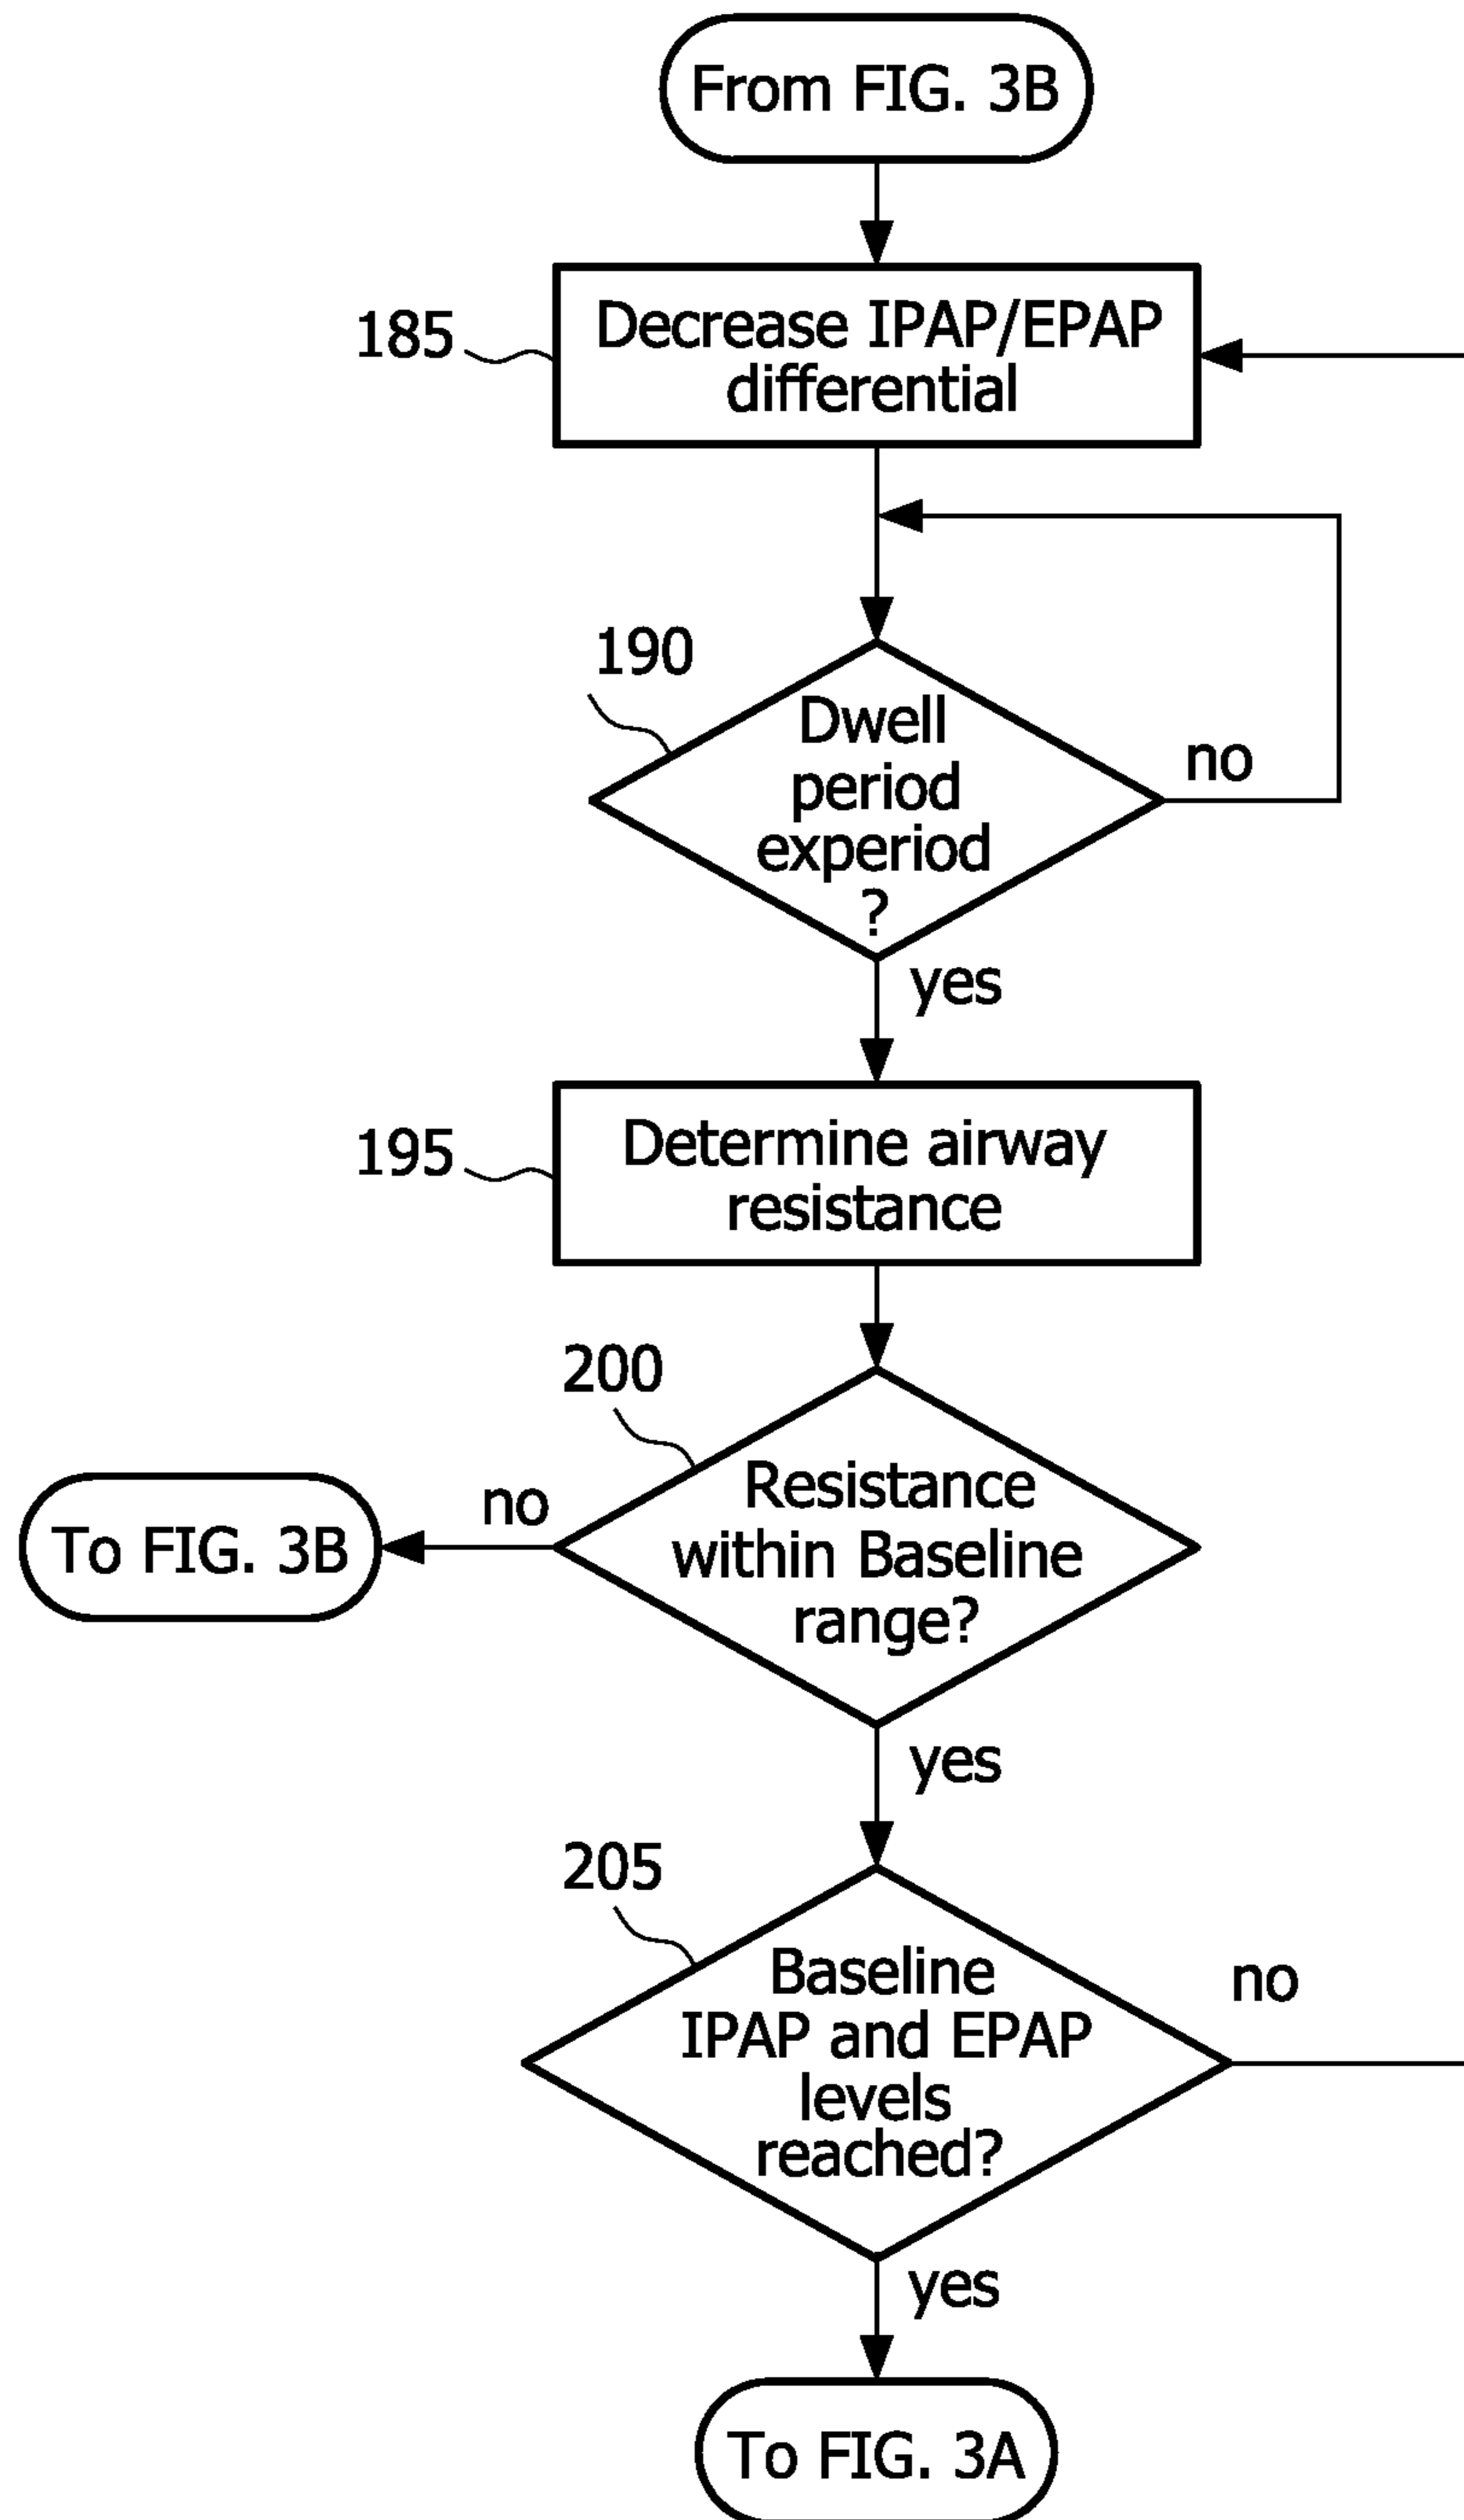 From FIG. 3B
185
Decrease IPAP/EPAP
differential
190
Dwell
period
experiod
?
no
yes
195
Determine airway
resistance
200
Resistance
within Baseline
range?
no
To FIG. 3B
yes
205
Baseline
IPAP and EPAP
levels
reached?
no
yes
To FIG. 3A